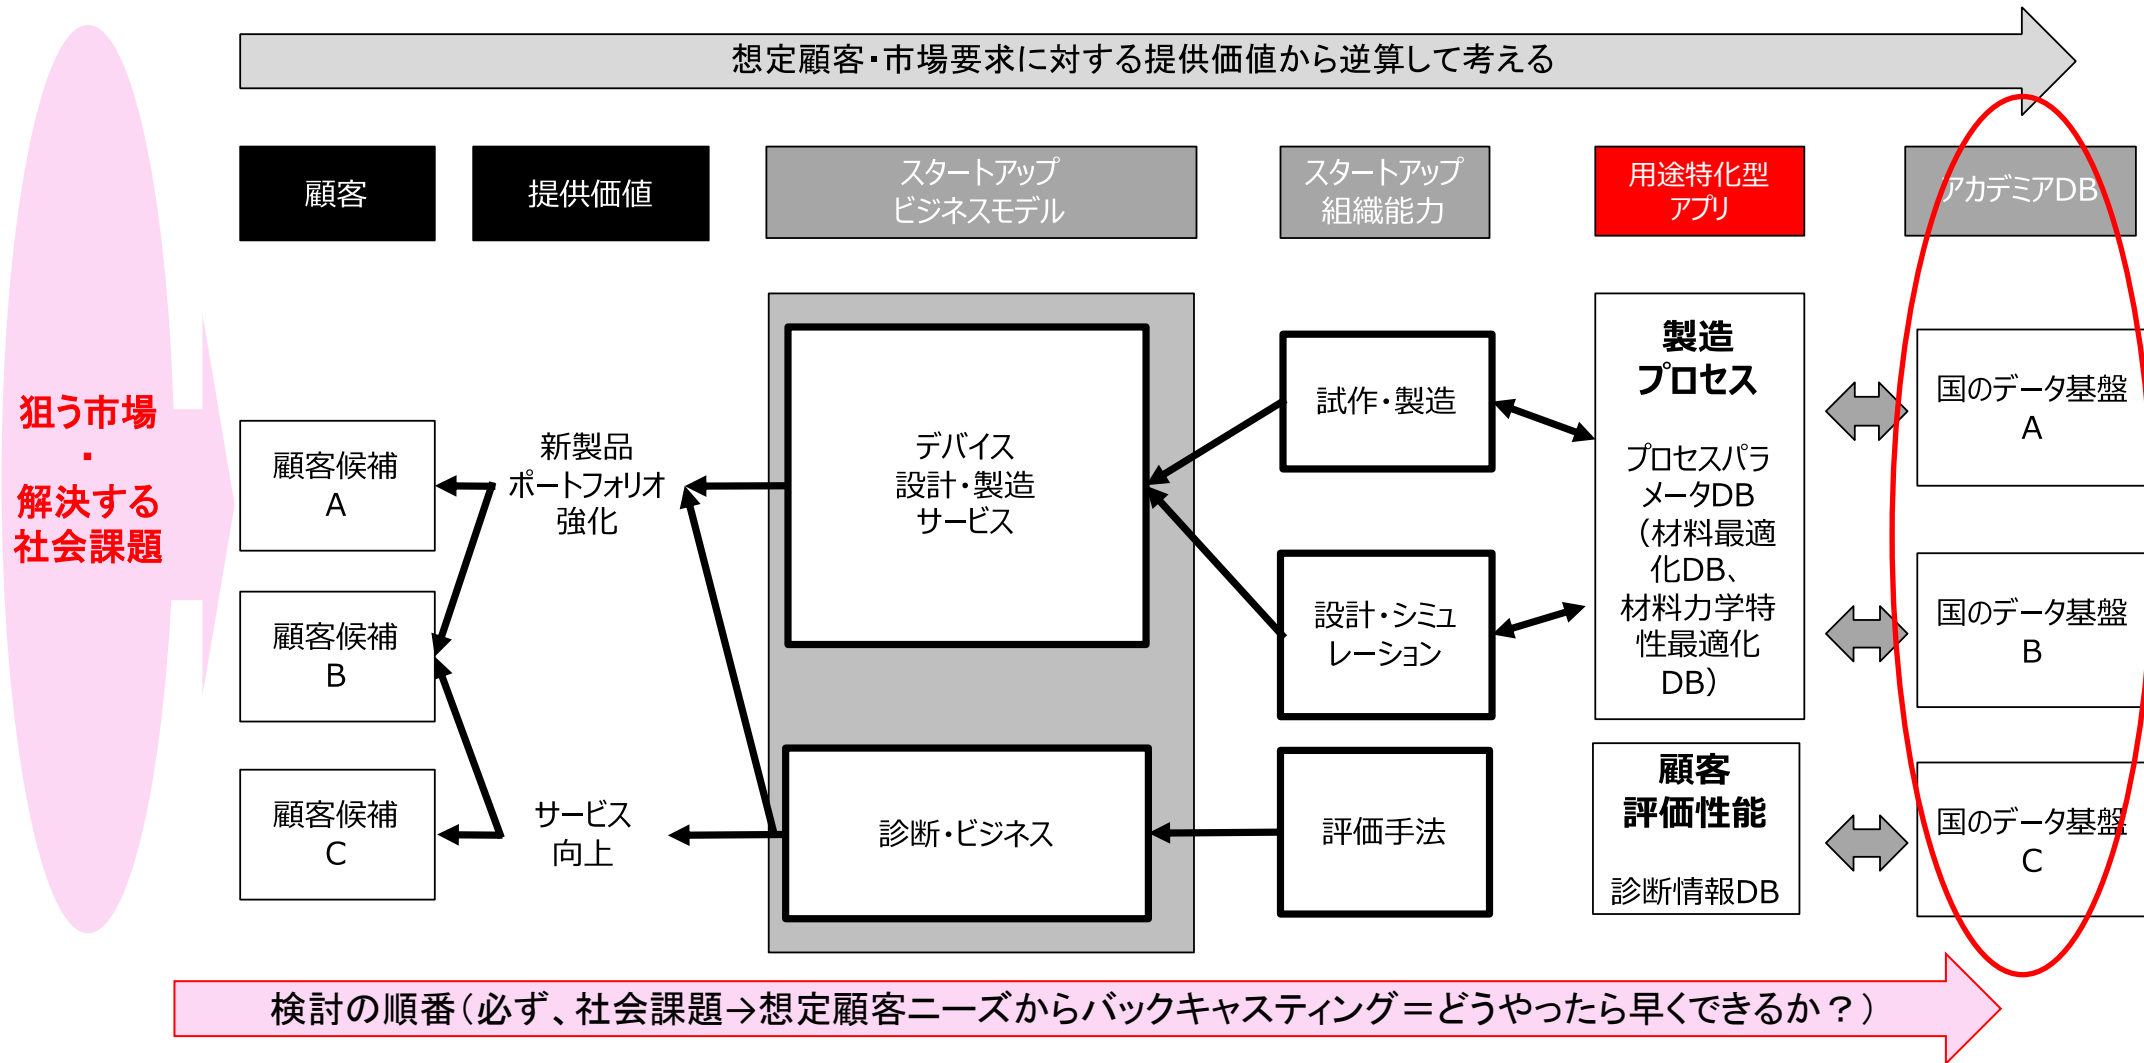 想定顧客・市場要求に対する提供価値から逆算して考える
顧客
提供価値
スタートアップ
ビジネスモデル
スタートアップ
組織能力
用途特化型
アプリ
アカデミアDB
狙う市場
・
解決する
社会課題
顧客候補
A
顧客候補
B
顧客候補
C
新製品
ポートフォリオ
強化
サービス
向上
デバイス
設計・製造
サービス
診断・ビジネス
試作・製造
設計・シミュ
レーション
評価手法
製造
プロセス
プロセスパラ
メータDB
（材料最適
化DB、
材料力学特
性最適化
DB）
顧客
評価性能
診断情報DB
国のデータ基盤
A
国のデータ基盤
B
国のデータ基盤
C
検討の順番（必ず、社会課題→想定顧客ニーズからバックキャスティング＝どうやったら早くできるか？）